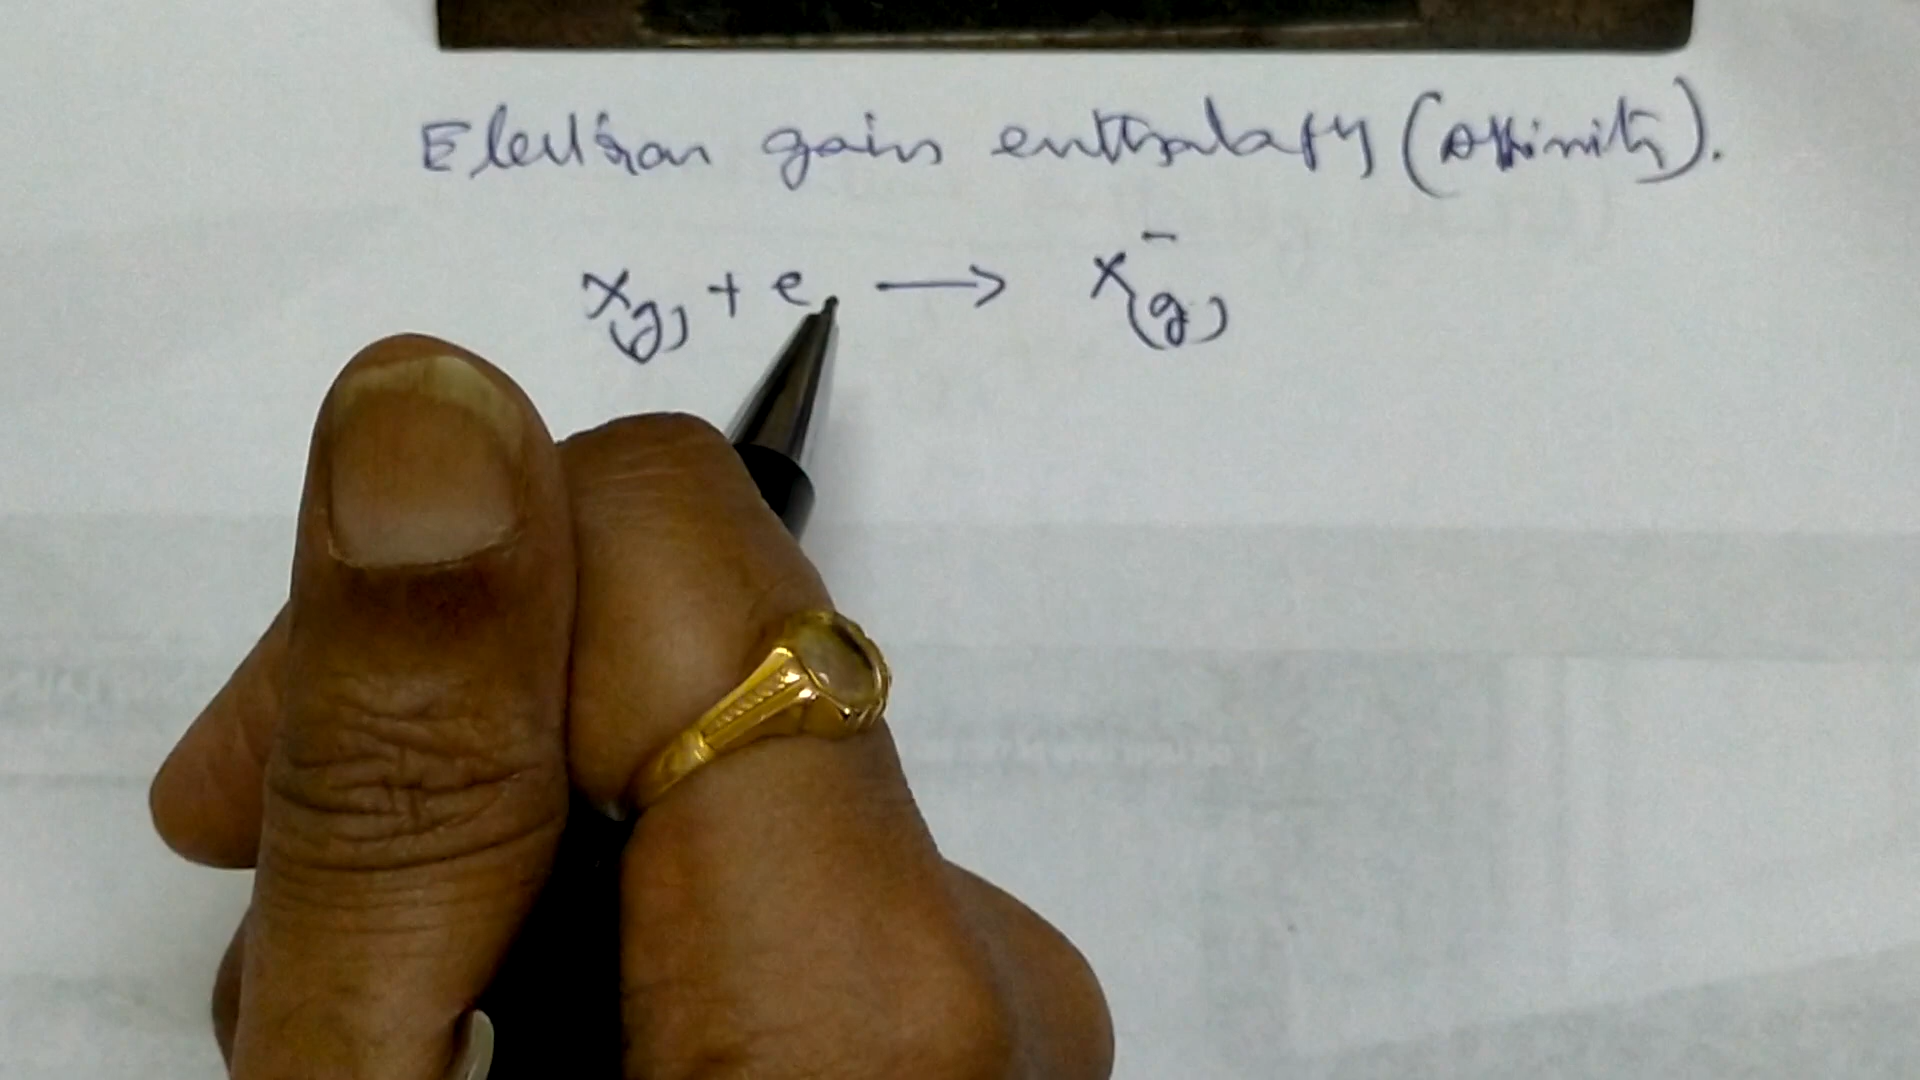 Electron gain enthalpy (Affinity).
X(g) + e → X⁻(g)